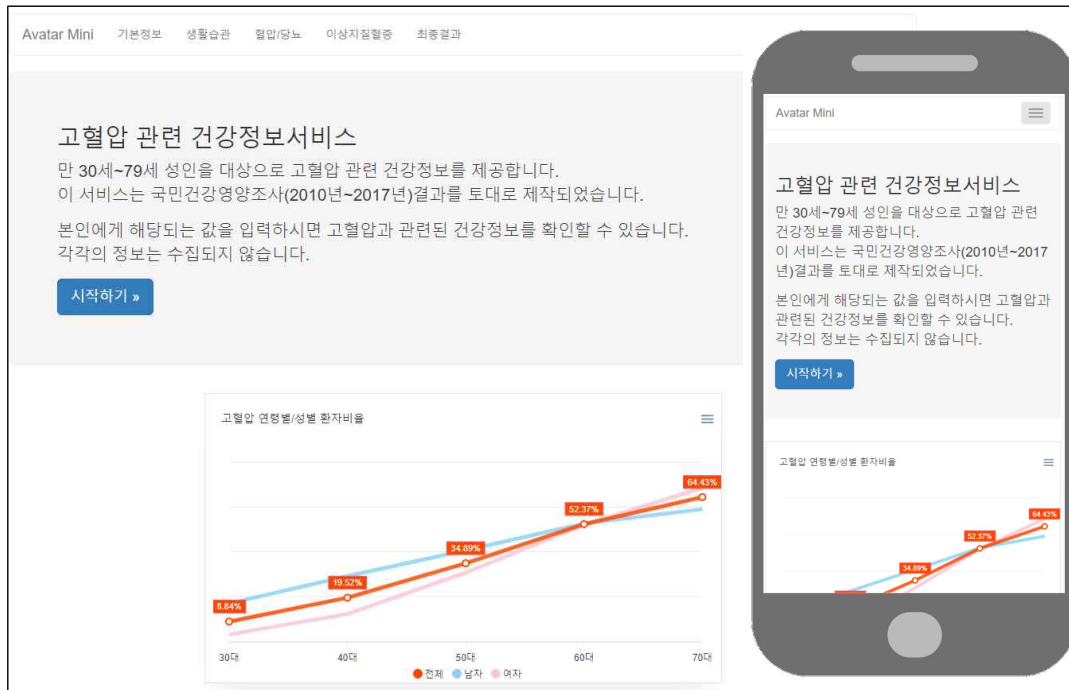 Avatar Mini 기본정보 생활습관 혈압/당뇨 이상지질혈증 최종결과
고혈압 관련 건강정보서비스
만 30세~79세 성인을 대상으로 고혈압 관련 건강정보를 제공합니다.
이 서비스는 국민건강영양조사(2010년~2017년)결과를 토대로 제작되었습니다.
본인에게 해당되는 값을 입력하시면 고혈압과 관련된 건강정보를 확인할 수 있습니다.
각각의 정보는 수집되지 않습니다.
시작하기 »
고혈압 연령별/성별 환자비율
64.43%
52.37%
34.89%
19.52%
8.84%
30대 40대 50대 60대 70대
전체 남자 여자
Avatar Mini
고혈압 관련 건강정보서비스
만 30세~79세 성인을 대상으로 고혈압 관련
건강정보를 제공합니다.
이 서비스는 국민건강영양조사(2010년~2017
년)결과를 토대로 제작되었습니다.
본인에게 해당되는 값을 입력하시면 고혈압과
관련된 건강정보를 확인할 수 있습니다.
각각의 정보는 수집되지 않습니다.
시작하기 »
고혈압 연령별/성별 환자비율
64.43%
52.37%
34.89%